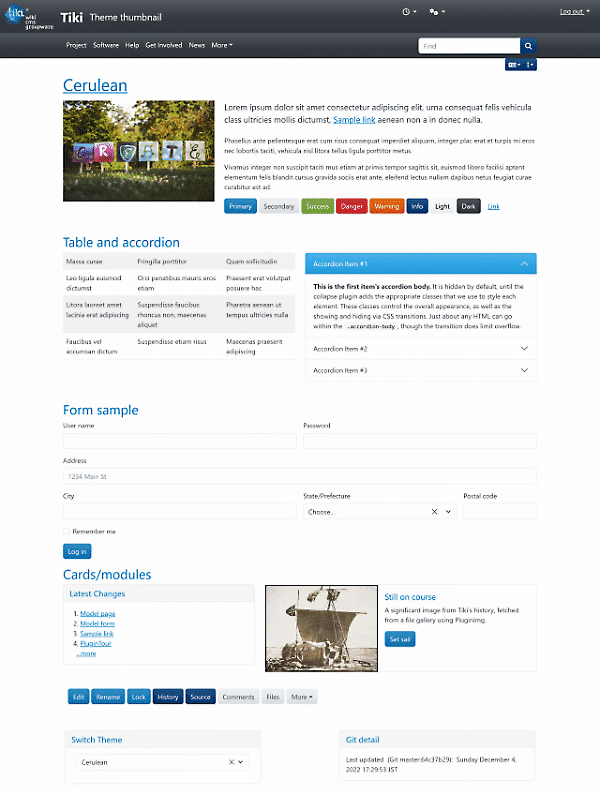 Tiki
wiki
cms
groupware
Tiki Theme thumbnail
Log out
Project Software Help Get Involved News More
Find
Cerulean
C R E A T E
Lorem ipsum dolor sit amet consectetur adipiscing elit, urna consequat felis vehicula
class ultricies mollis dictumst. Sample link aenean non a in donec nulla.
Phasellus ante pellentesque erat cum risus consequat imperdiet aliquam, integer plac erat et turpis mi eros
nec lobortis taciti, vehicula nisl litora tellus ligula porttitor metus.
Vivamus integer non suscipit taciti mus etiam at primis tempor sagittis sit, euismod libero facilisi aptent
elementum felis blandit cursus gravida sociis erat ante, eleifend lectus nullam dapibus netus feugiat curae
curabitur est ad.
Primary Secondary Success Danger Warning Info Light Dark Link
Table and accordion
Massa curae Fringilla porttitor Quam sollicitudin
Leo ligula euismod dictumst Orci penatibus mauris eros etiam Praesent erat volutpat posuere hac
Litora laoreet amet lacinia erat adipiscing Suspendisse faucibus rhoncus non, maecenas aliquet Pharetra aenean ut tempus ultricies nulla
Faucibus vel accumsan dictum Suspendisse etiam risus Maecenas praesent adipiscing
Accordion Item #1
This is the first item's accordion body. It is hidden by default, until the
collapse plugin adds the appropriate classes that we use to style each
element. These classes control the overall appearance, as well as the
showing and hiding via CSS transitions. Just about any HTML can go
within the .accordion-body, though the transition does limit overflow.
Accordion Item #2
Accordion Item #3
Form sample
User name Password
Address
1234 Main St
City State/Prefecture Postal code
Choose...
Remember me
Log in
Cards/modules
Latest Changes
1. Model page
2. Model form
3. Sample link
4. PluginTour
...more
Still on course
A significant image from Tiki's history, fetched
from a file gallery using PluginImg.
Set sail
Edit Rename Lock History Source Comments Files More
Switch Theme
Cerulean
Git detail
Last updated (Git master:64c37b29): Sunday December 4,
2022 17:29:53 JST